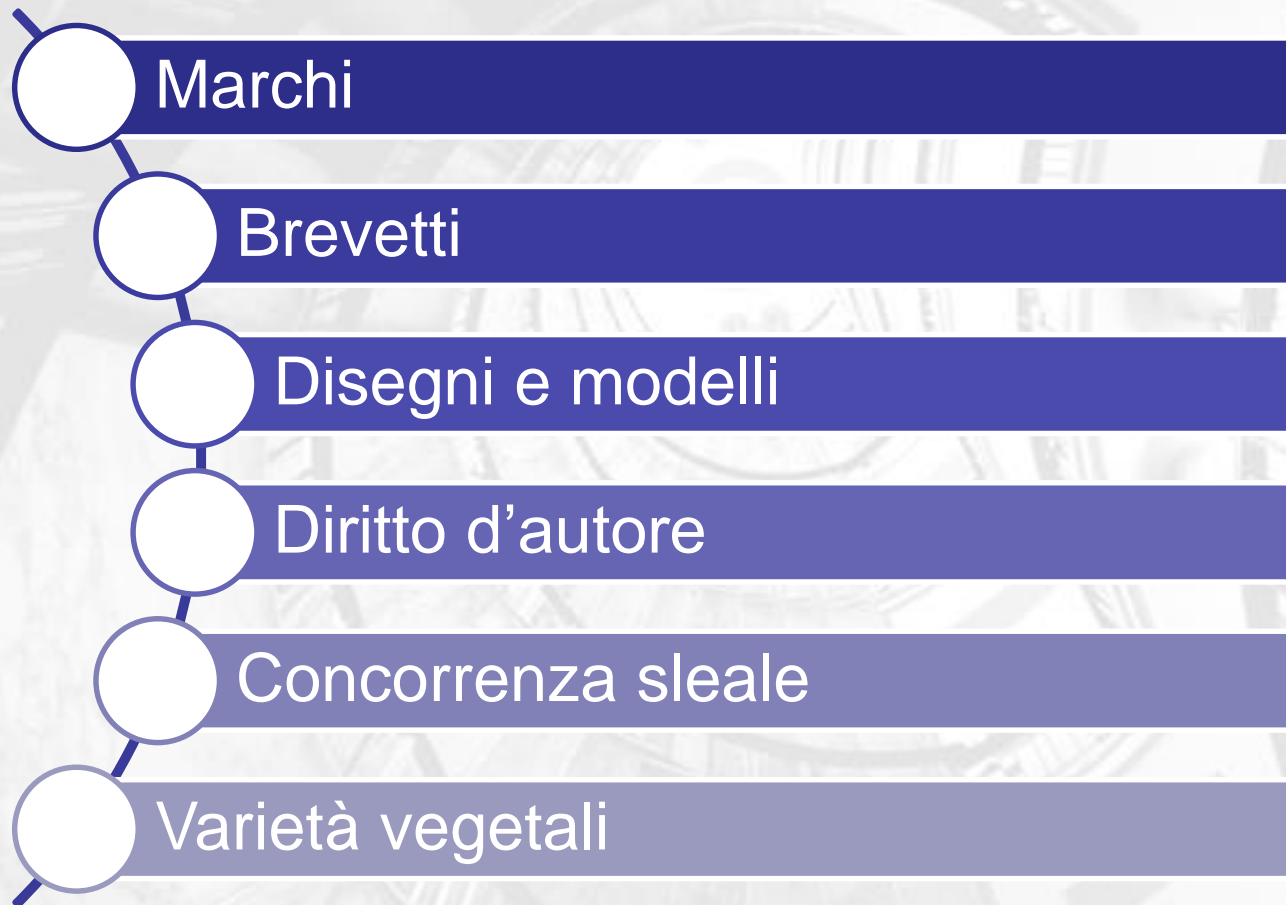 Marchi
Brevetti
Disegni e modelli
Diritto d’autore
Concorrenza sleale
Varietà vegetali